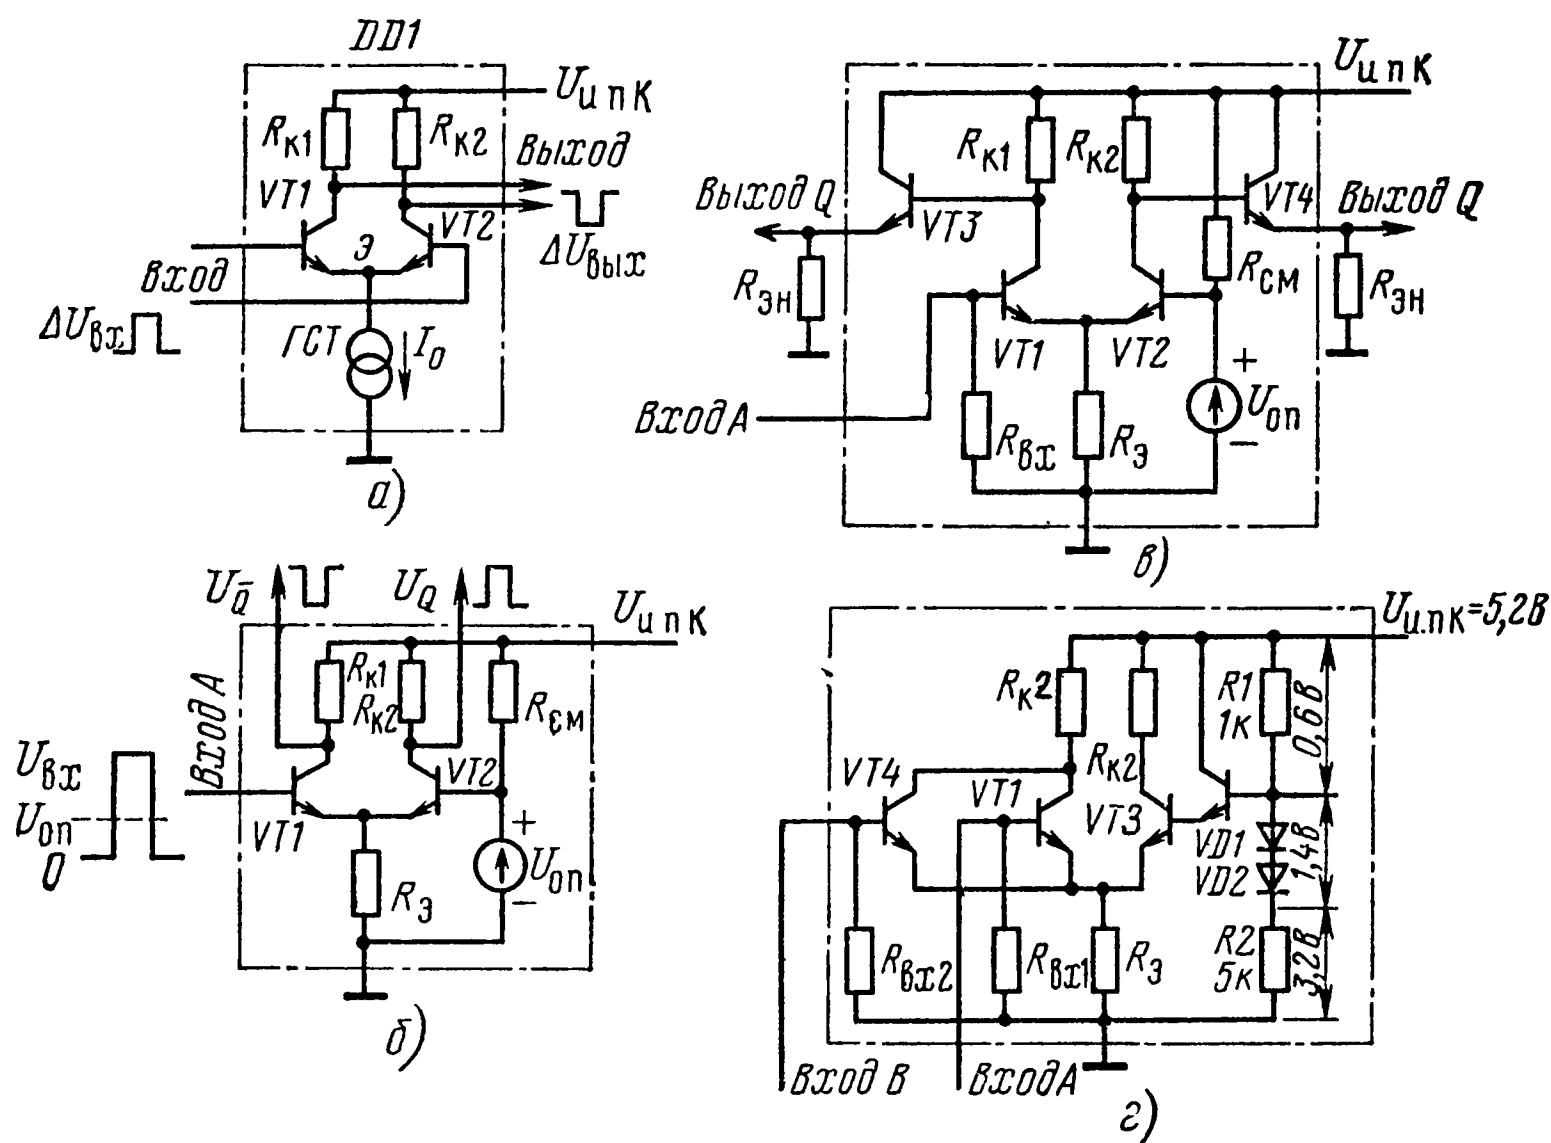 DD1
Uи п К
Rк1
Rк2
Выход
VT1
VT2
Э
ΔUвых
Вход
ΔUвх
ГСТ
I₀
а)
Uи п К
Rк1
Rк2
Выход Q
VT3
VT4
Выход Q
Rэн
Rсм
Rэн
VT1
VT2
+
Uоп
−
Вход А
Rвх
Rэ
в)
UQ̄
UQ
Uи п К
Rк1
Rк2
Rсм
Вход А
Uвх
Uоп
0
VT1
VT2
+
Uоп
−
Rэ
б)
Uи.пК=5,2В
Rк2
R1
1к
0,6В
VT4
VT1
Rк2
VT3
VD1
VD2
1,4В
Rвх2
Rвх1
Rэ
R2
5к
3,2В
Вход В
Вход А
г)